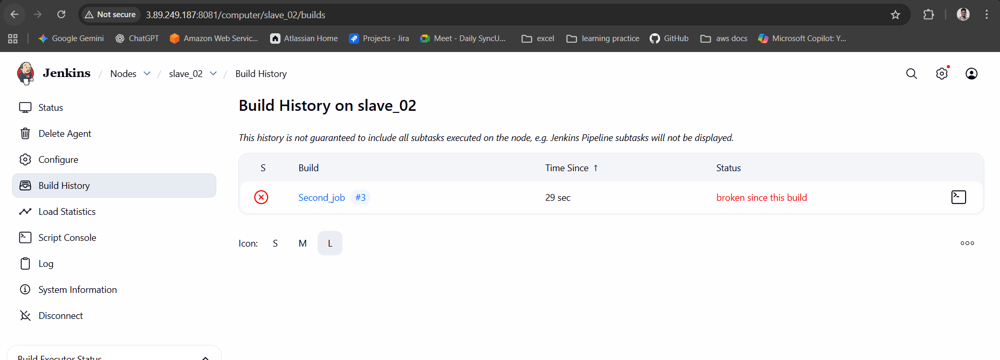 Not secure 3.89.249.187:8081/computer/slave_02/builds
Google Gemini ChatGPT Amazon Web Servic... Atlassian Home Projects - Jira Meet - Daily SyncU... excel learning practice GitHub aws docs Microsoft Copilot: Y...
Jenkins / Nodes / slave_02 / Build History
Status
Delete Agent
Configure
Build History
Load Statistics
Script Console
Log
System Information
Disconnect
Build Executor Status
Build History on slave_02
This history is not guaranteed to include all subtasks executed on the node, e.g. Jenkins Pipeline subtasks will not be displayed.
S Build Time Since ↑ Status
Second_job #3 29 sec broken since this build
Icon: S M L